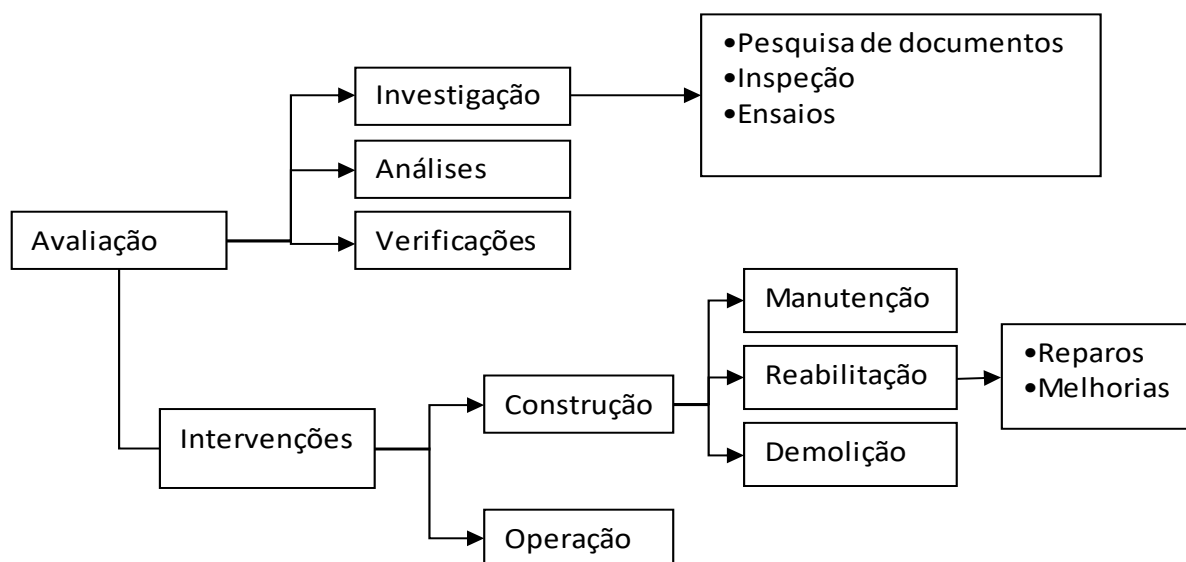 •Pesquisa de documentos
•Inspeção
•Ensaios
Investigação
Análises
Verificações
Avaliação
Manutenção
Reabilitação
•Reparos
•Melhorias
Demolição
Construção
Intervenções
Operação